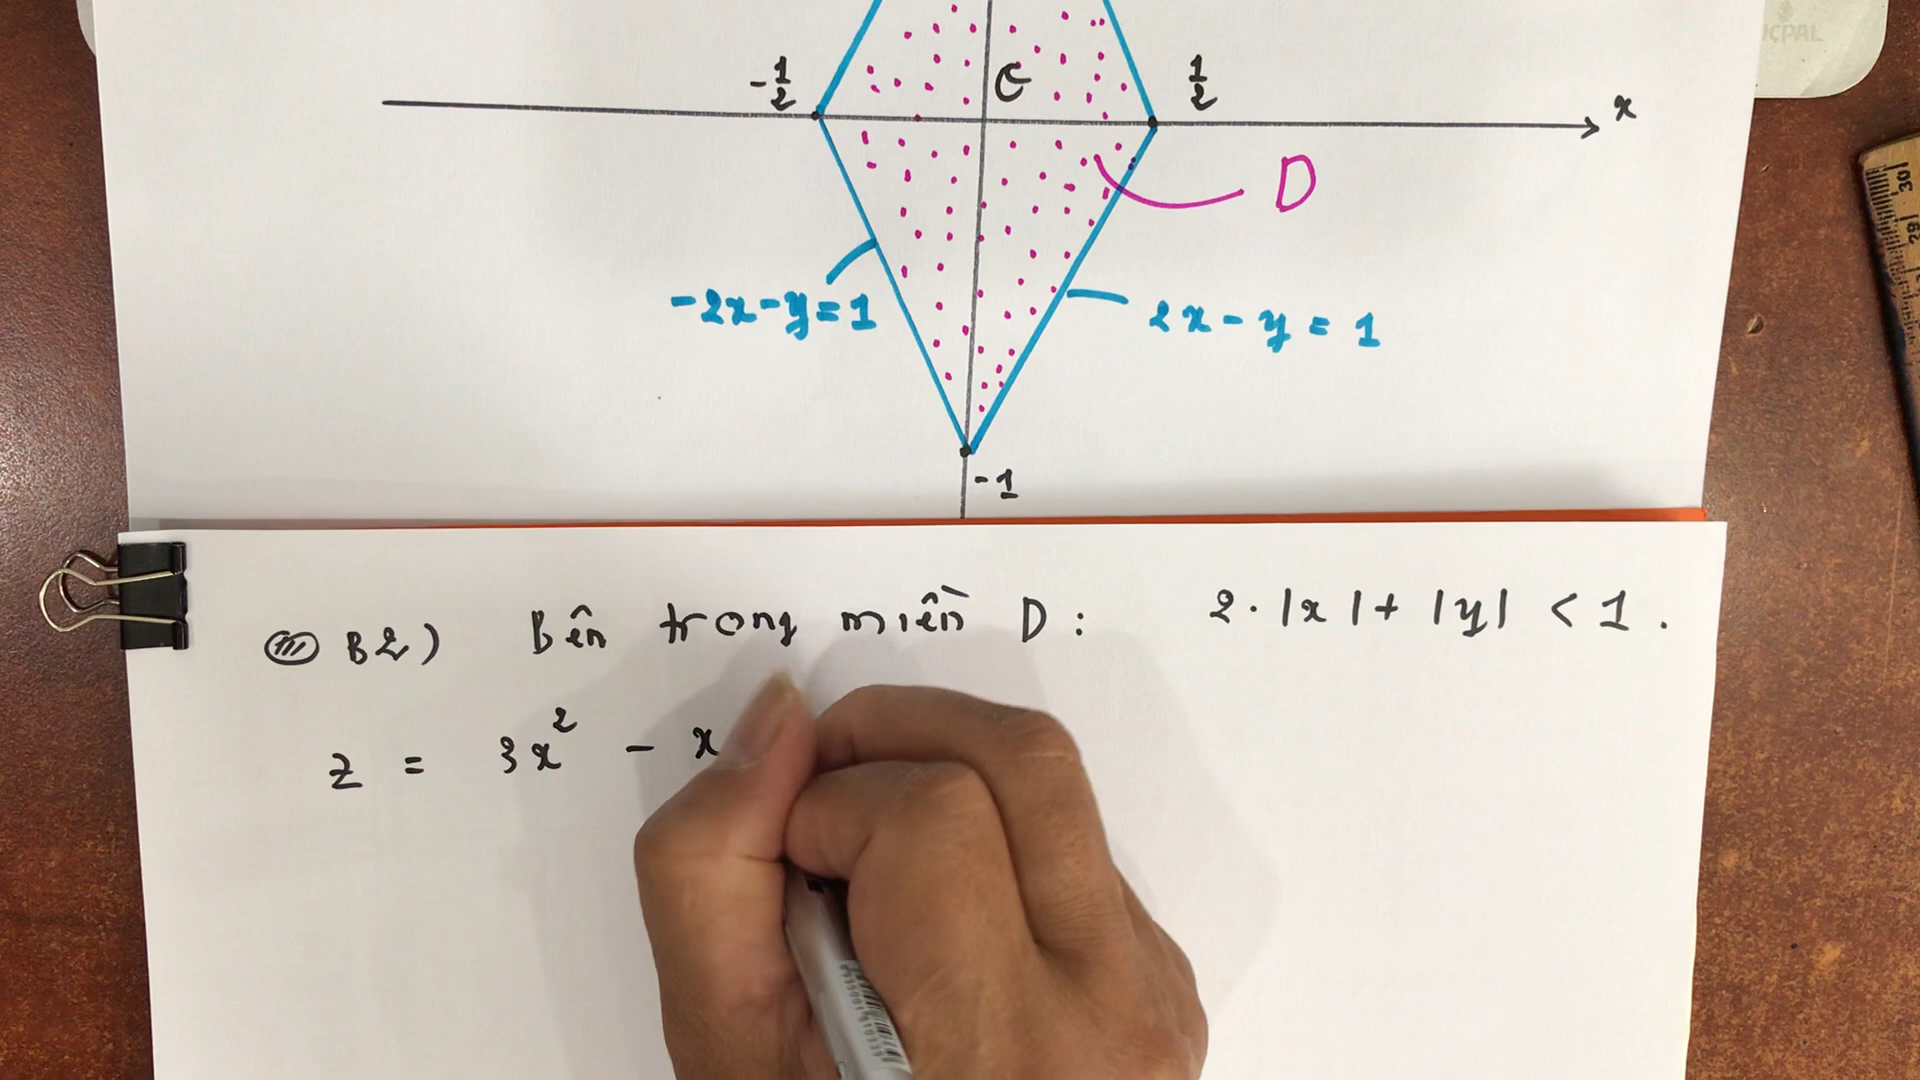 -1/2
1/2
x
D
-2x-y=1
2x-y=1
-1
B2) Bên trong miền D: 2.|x|+|y| < 1.
z = 3x² - x